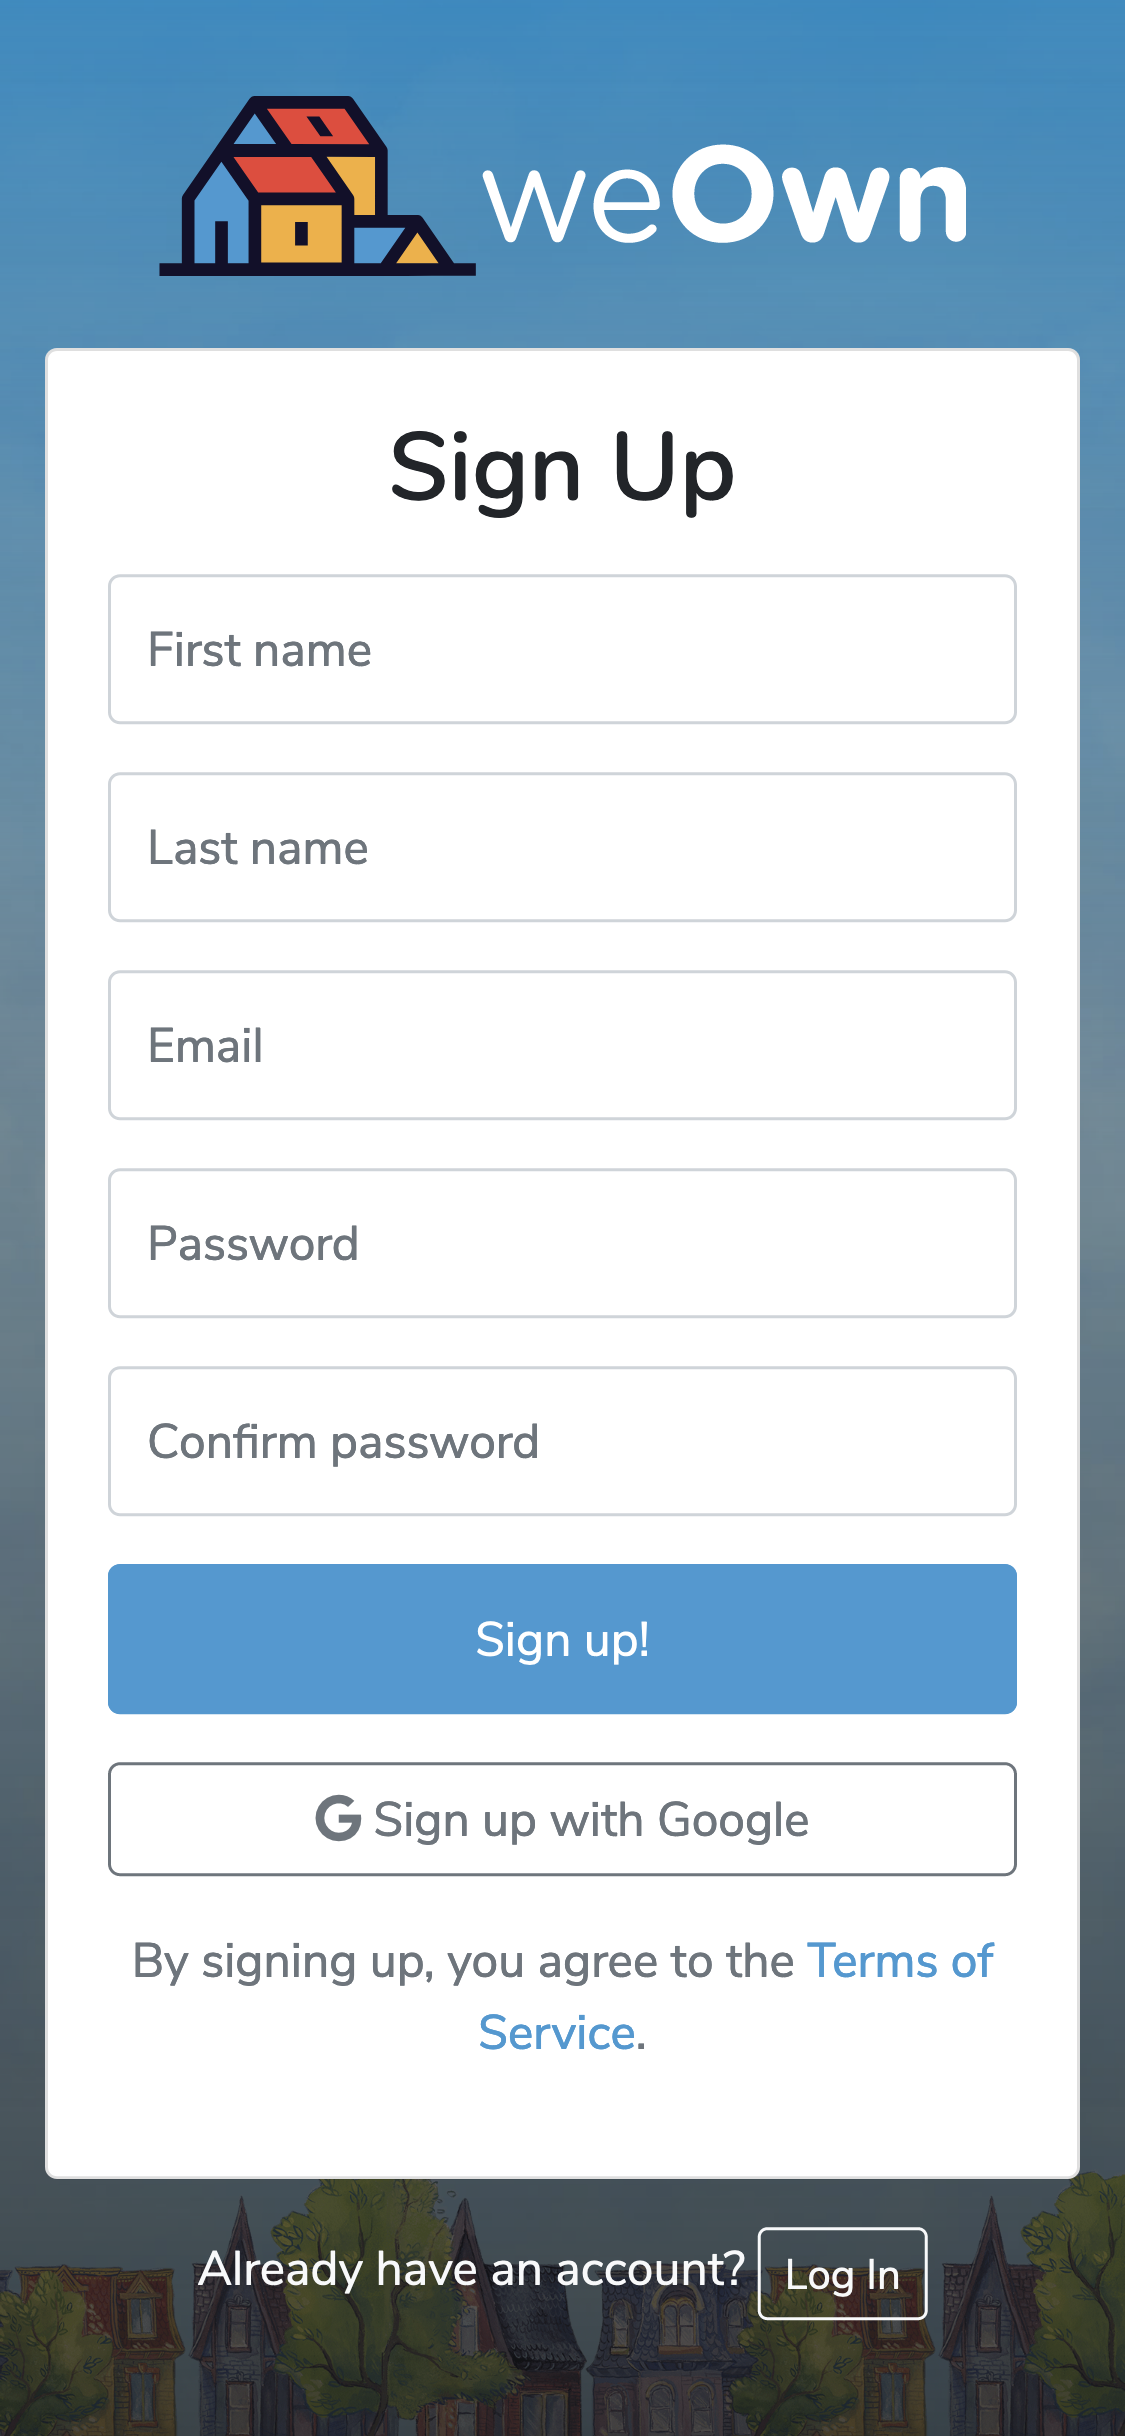 weOwn
Sign Up
First name
Last name
Email
Password
Confirm password
Sign up!
Sign up with Google
By signing up, you agree to the Terms of
Service.
Already have an account? Log In